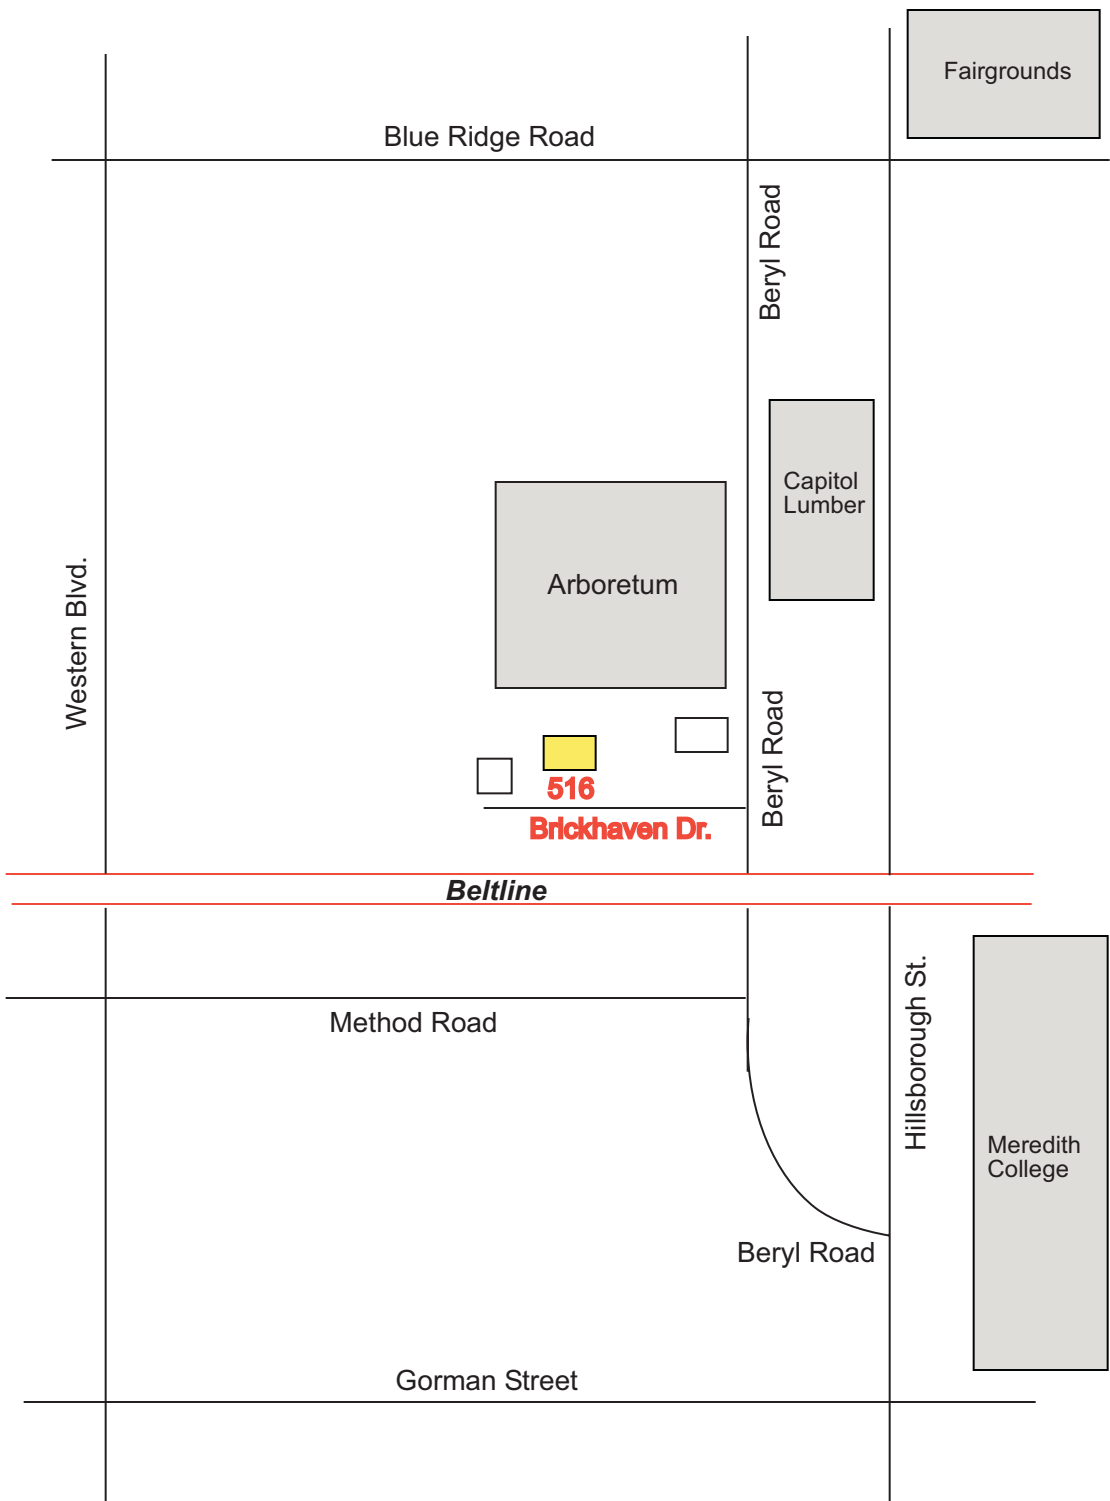 Fairgrounds
Blue Ridge Road
Beryl Road
Capitol
Lumber
Arboretum
Western Blvd.
Beryl Road
516
Brickhaven Dr.
Beltline
Hillsborough St.
Method Road
Meredith
College
Beryl Road
Gorman Street